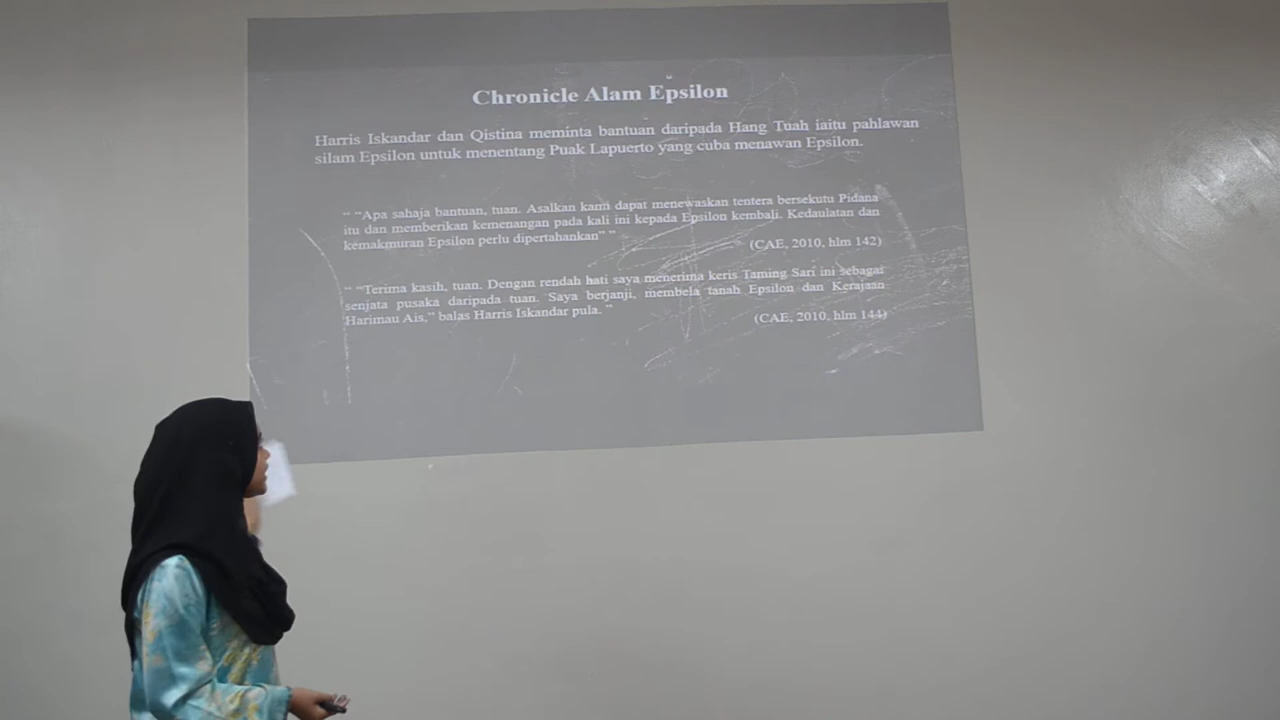 Chronicle Alam Epsilon
Harris Iskandar dan Qistina meminta bantuan daripada Hang Tuah iaitu pahlawan
silam Epsilon untuk menentang Puak Lapuerto yang cuba menawan Epsilon.
“ “Apa sahaja bantuan, tuan. Asalkan kami dapat menewaskan tentera bersekutu Pidana
itu dan memberikan kemenangan pada kali ini kepada Epsilon kembali. Kedaulatan dan
kemakmuran Epsilon perlu dipertahankan” ”
(CAE, 2010, hlm 142)
“ “Terima kasih, tuan. Dengan rendah hati saya menerima keris Taming Sari ini sebagai
senjata pusaka daripada tuan. Saya berjanji, membela tanah Epsilon dan Kerajaan
Harimau Ais,” balas Harris Iskandar pula. ”
(CAE, 2010, hlm 144)